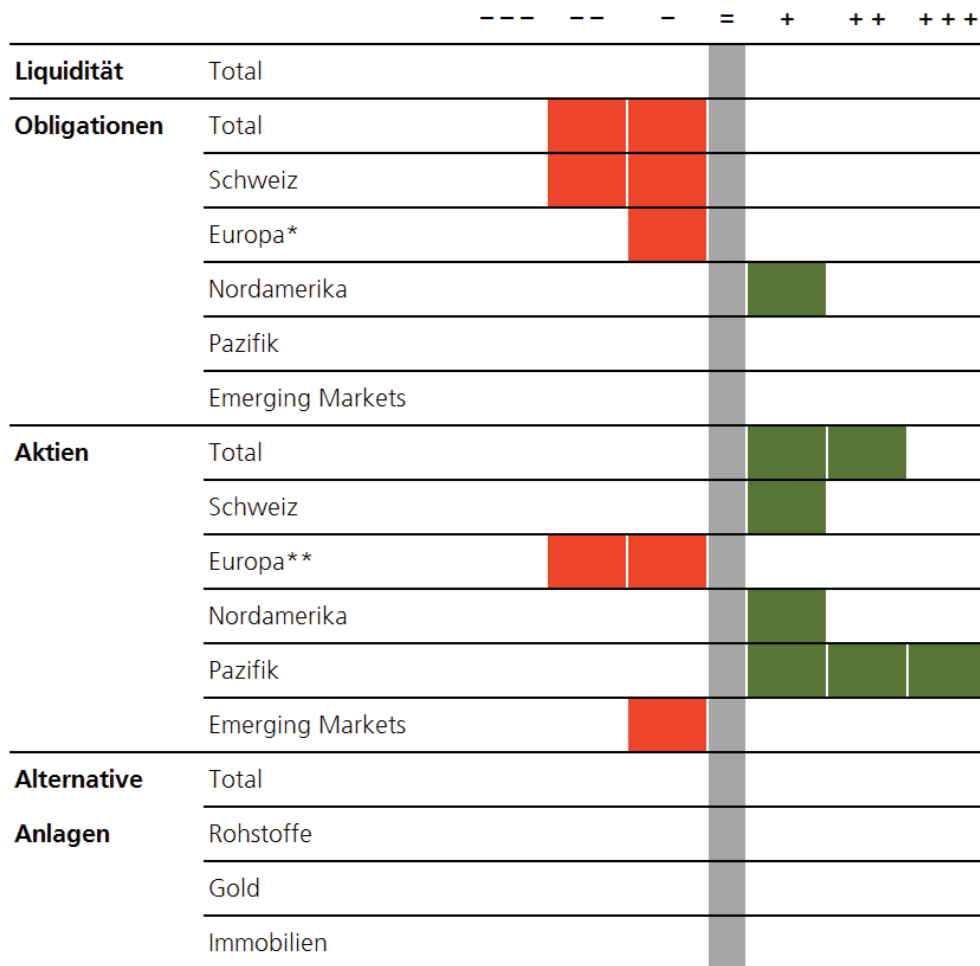 --- -- - = + ++ +++
Liquidität Total
Obligationen Total
Schweiz
Europa*
Nordamerika
Pazifik
Emerging Markets
Aktien Total
Schweiz
Europa**
Nordamerika
Pazifik
Emerging Markets
Alternative Total
Anlagen Rohstoffe
Gold
Immobilien